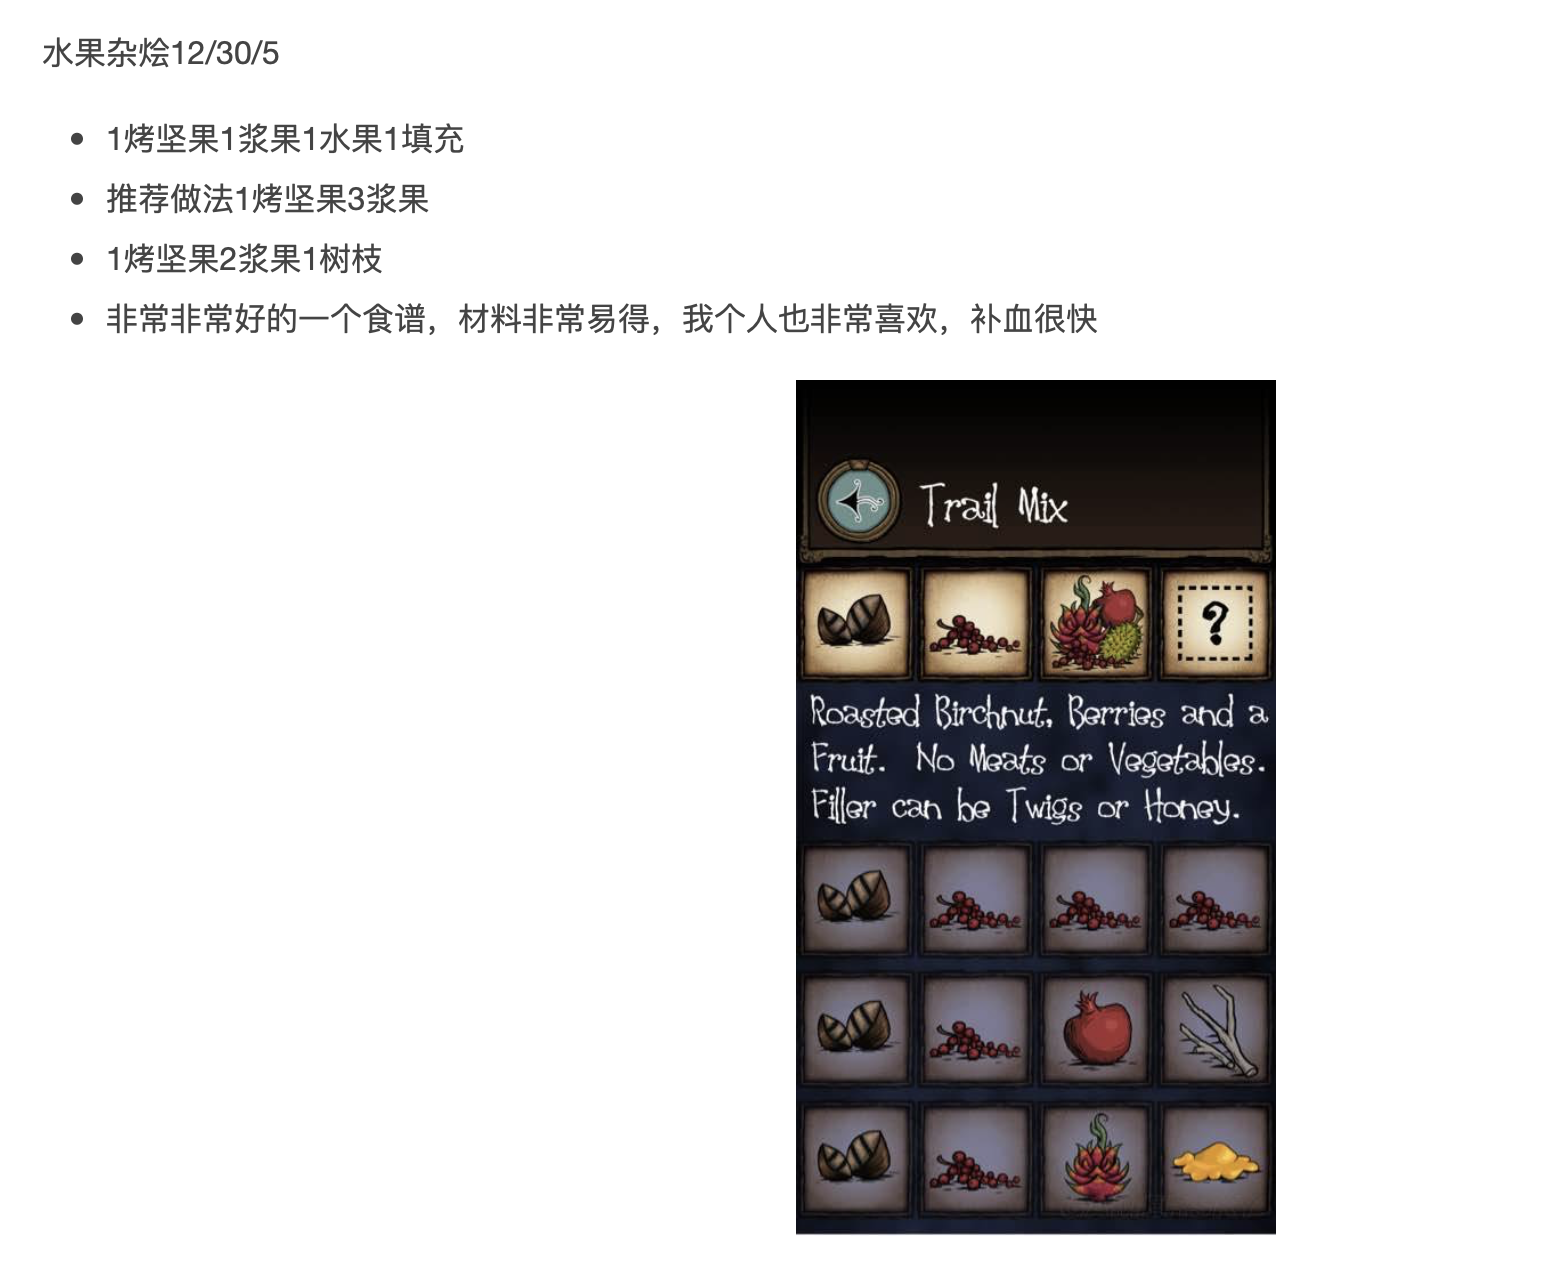 水果杂烩12/30/5
1烤坚果1浆果1水果1填充
推荐做法1烤坚果3浆果
1烤坚果2浆果1树枝
非常非常好的一个食谱，材料非常易得，我个人也非常喜欢，补血很快
Trail Mix
?
Roasted Birchnut, Berries and a
Fruit. No Meats or Vegetables.
Filler can be Twigs or Honey.